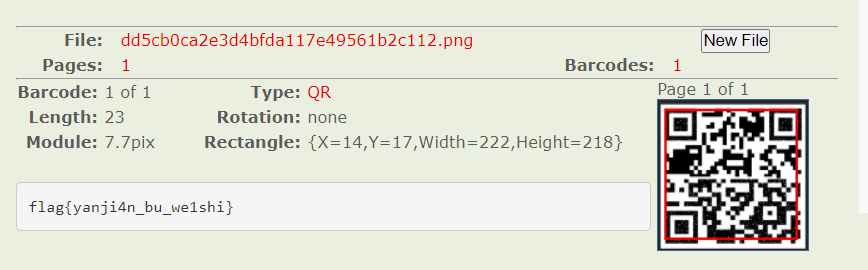 File: dd5cb0ca2e3d4bfda117e49561b2c112.png New File
Pages: 1 Barcodes: 1
Barcode: 1 of 1 Type: QR Page 1 of 1
Length: 23 Rotation: none
Module: 7.7pix Rectangle: {X=14,Y=17,Width=222,Height=218}
flag{yanji4n_bu_we1shi}